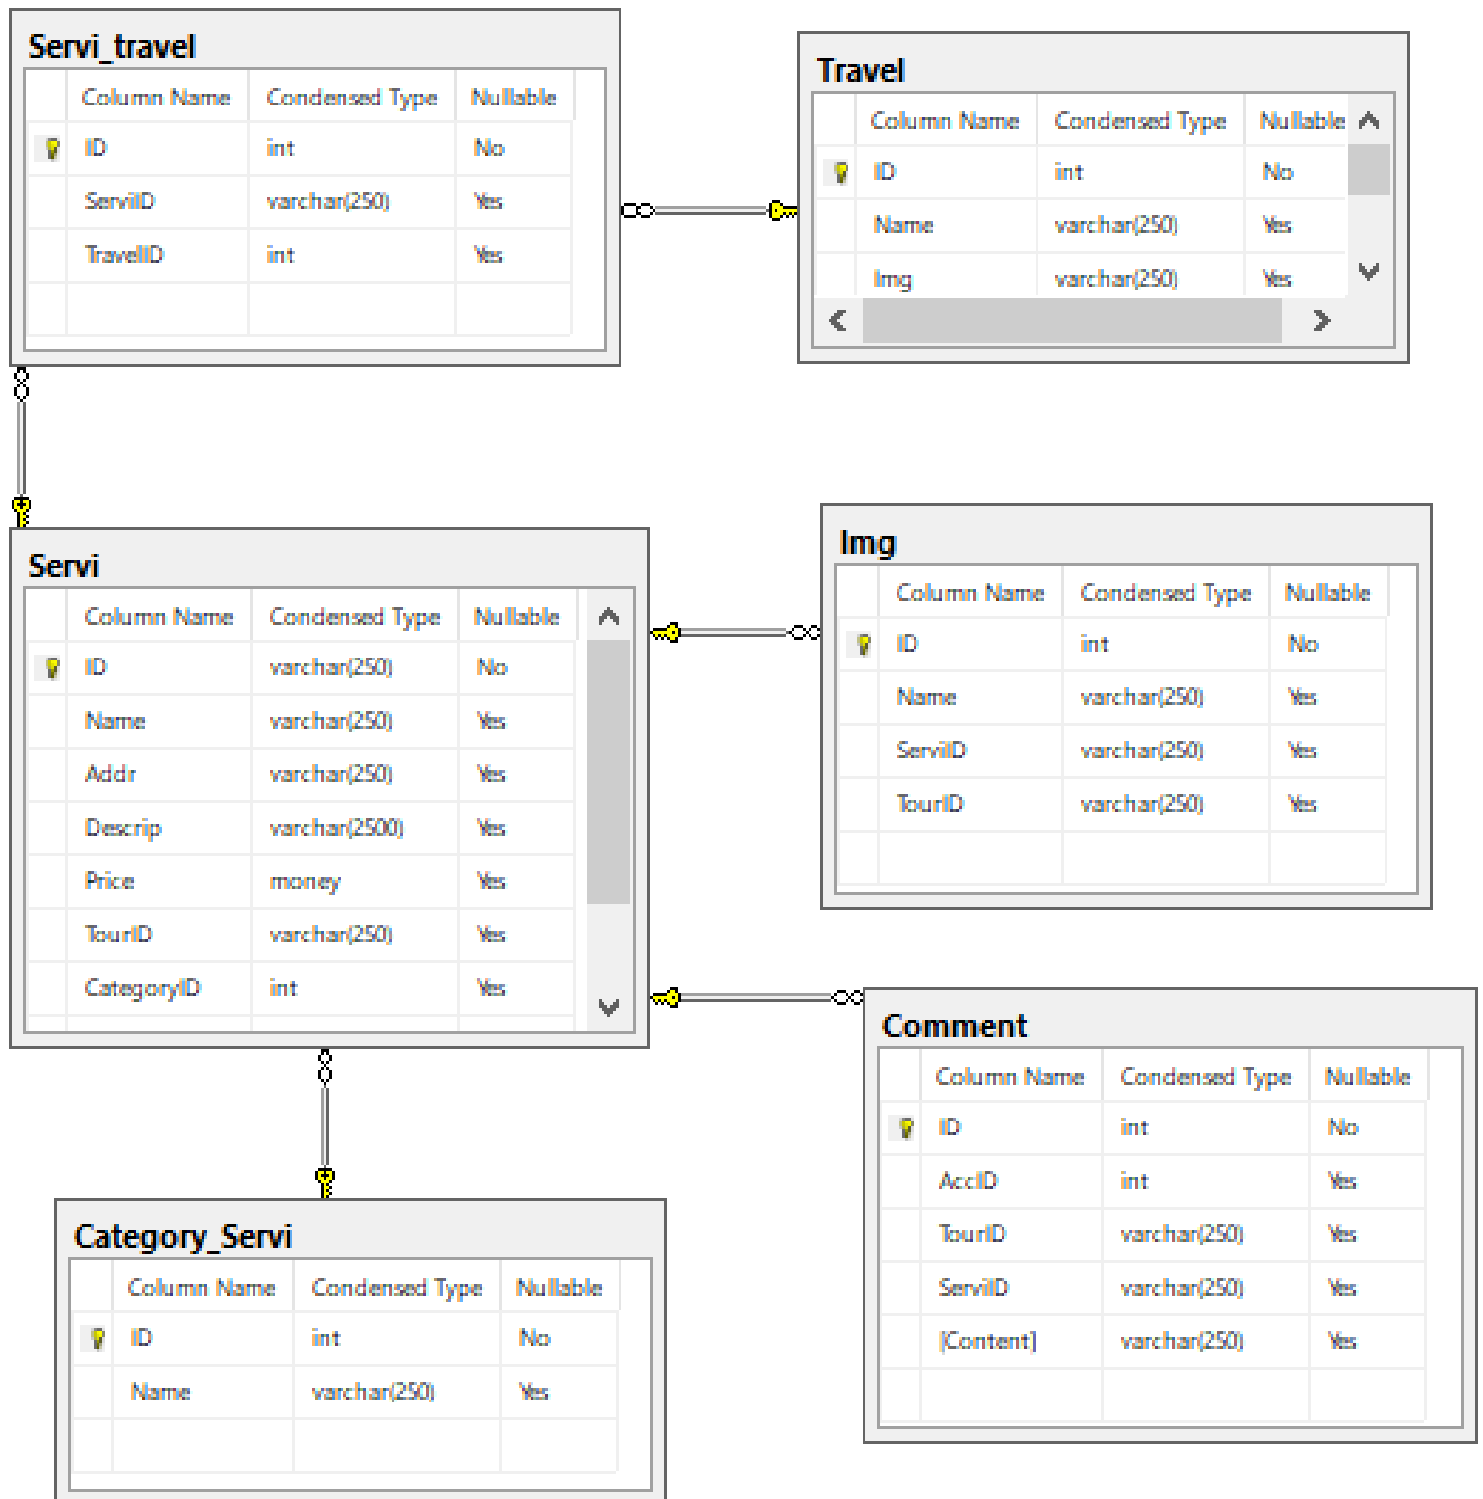 Servi_travel
Column Name Condensed Type Nullable
ID int No
ServiID varchar(250) Yes
TravelID int Yes
Travel
Column Name Condensed Type Nullable
ID int No
Name varchar(250) Yes
Img varchar(250) Yes
Servi
Column Name Condensed Type Nullable
ID varchar(250) No
Name varchar(250) Yes
Addr varchar(250) Yes
Descrip varchar(2500) Yes
Price money Yes
TourID varchar(250) Yes
CategoryID int Yes
Img
Column Name Condensed Type Nullable
ID int No
Name varchar(250) Yes
ServiID varchar(250) Yes
TourID varchar(250) Yes
Comment
Column Name Condensed Type Nullable
ID int No
AccID int Yes
TourID varchar(250) Yes
ServiID varchar(250) Yes
[Content] varchar(250) Yes
Category_Servi
Column Name Condensed Type Nullable
ID int No
Name varchar(250) Yes